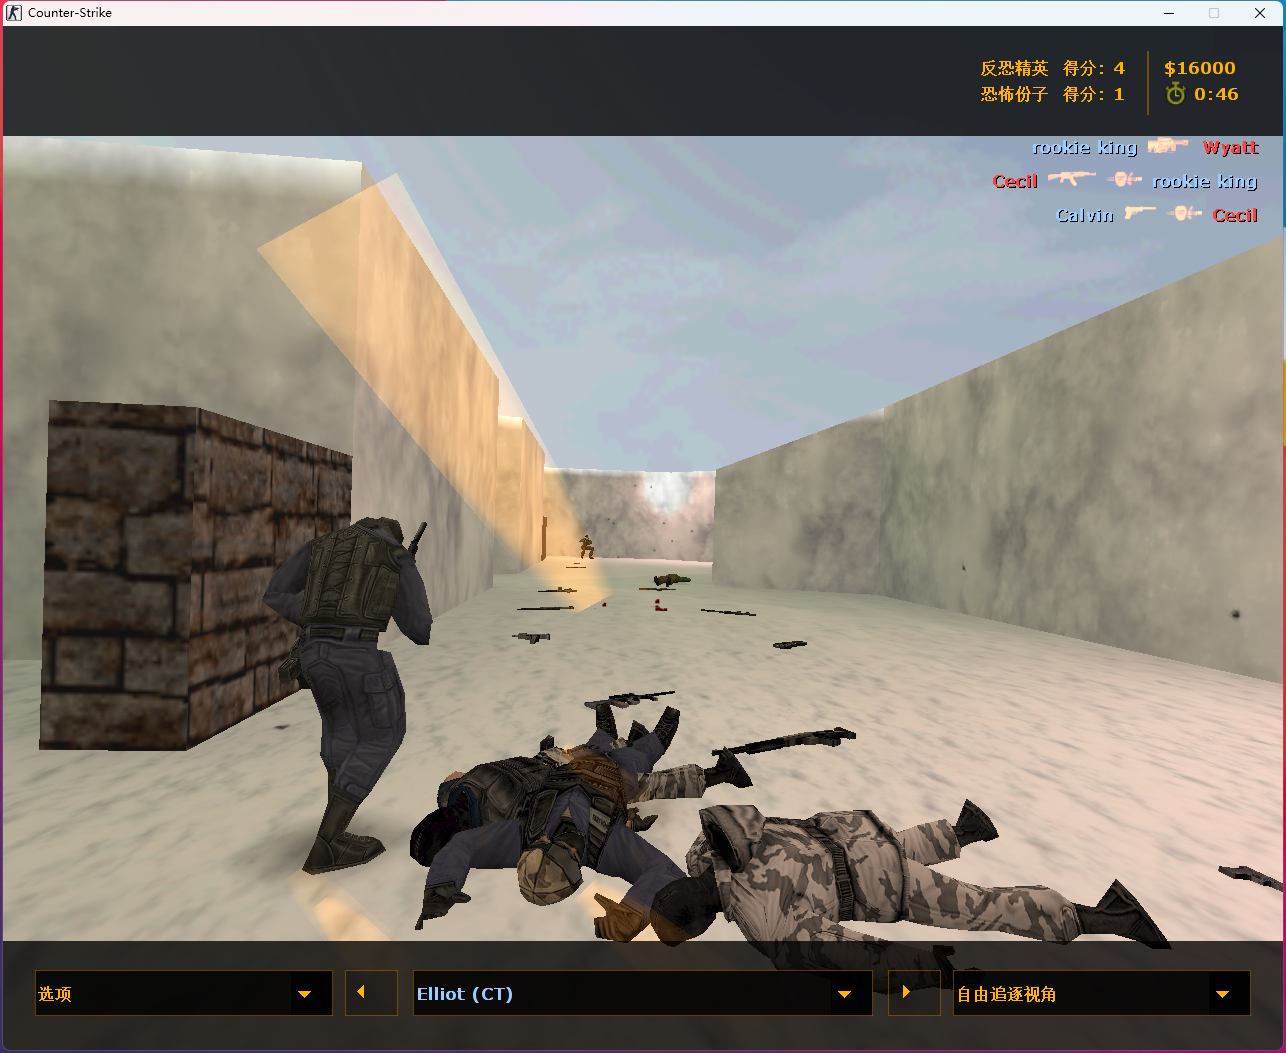 Counter-Strike
反恐精英 得分: 4 $16000
恐怖份子 得分: 1 0:46
rookie king Wyatt
Cecil rookie king
Calvin Cecil
选项 Elliot (CT) 自由追逐视角